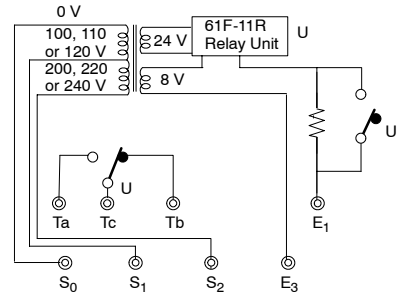 0 V
100, 110
or 120 V
200, 220
or 240 V
24 V
8 V
61F-11R
Relay Unit
U
U
U
Ta
Tc
Tb
E1
S0
S1
S2
E3